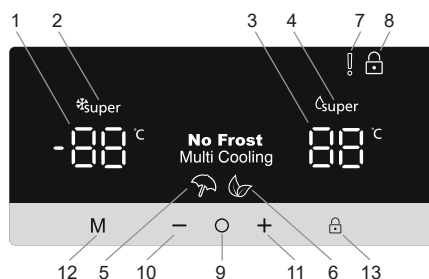 1 2 3 4 7 8
super super
-88 °C 88 °C
No Frost
Multi Cooling
M − O +
12 5 10 9 11 6 13